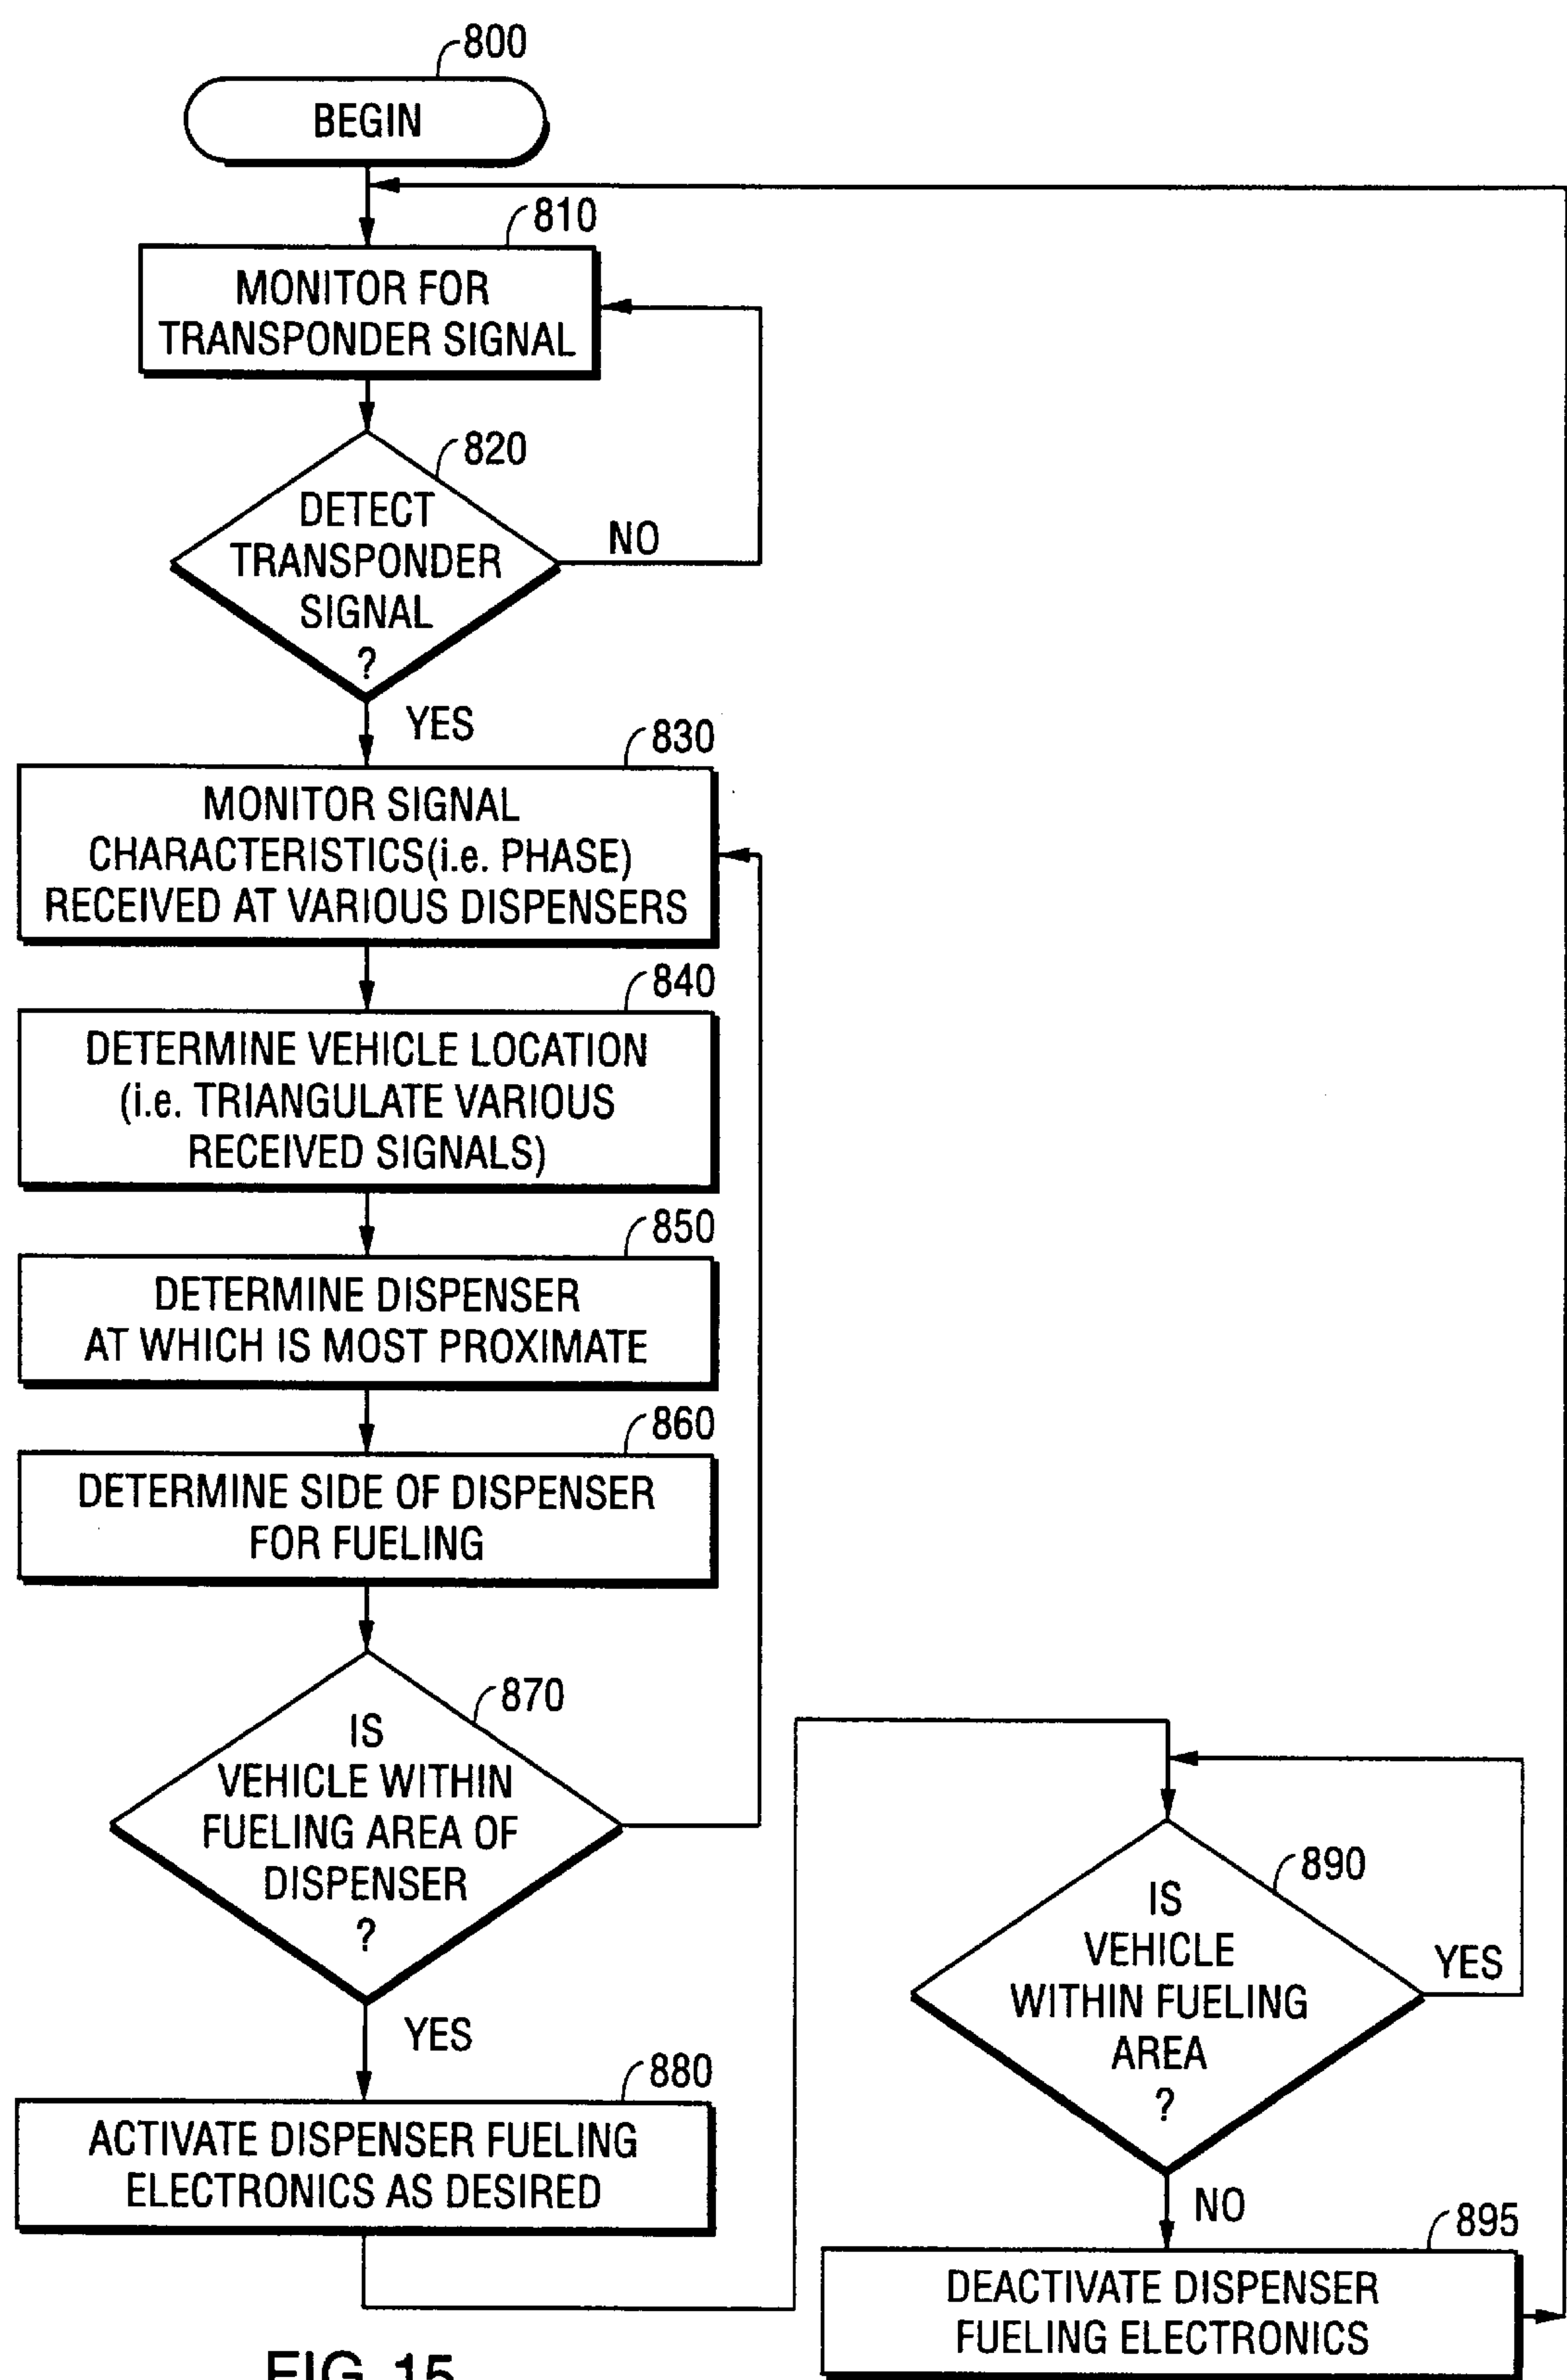 800
BEGIN
810
MONITOR FOR
TRANSPONDER SIGNAL
820
DETECT
TRANSPONDER
SIGNAL
?
NO
YES
830
MONITOR SIGNAL
CHARACTERISTICS(i.e. PHASE)
RECEIVED AT VARIOUS DISPENSERS
840
DETERMINE VEHICLE LOCATION
(i.e. TRIANGULATE VARIOUS
RECEIVED SIGNALS)
850
DETERMINE DISPENSER
AT WHICH IS MOST PROXIMATE
860
DETERMINE SIDE OF DISPENSER
FOR FUELING
870
IS
VEHICLE WITHIN
FUELING AREA OF
DISPENSER
?
YES
880
ACTIVATE DISPENSER FUELING
ELECTRONICS AS DESIRED
890
IS
VEHICLE
WITHIN FUELING
AREA
?
YES
NO
895
DEACTIVATE DISPENSER
FUELING ELECTRONICS
FIG. 15